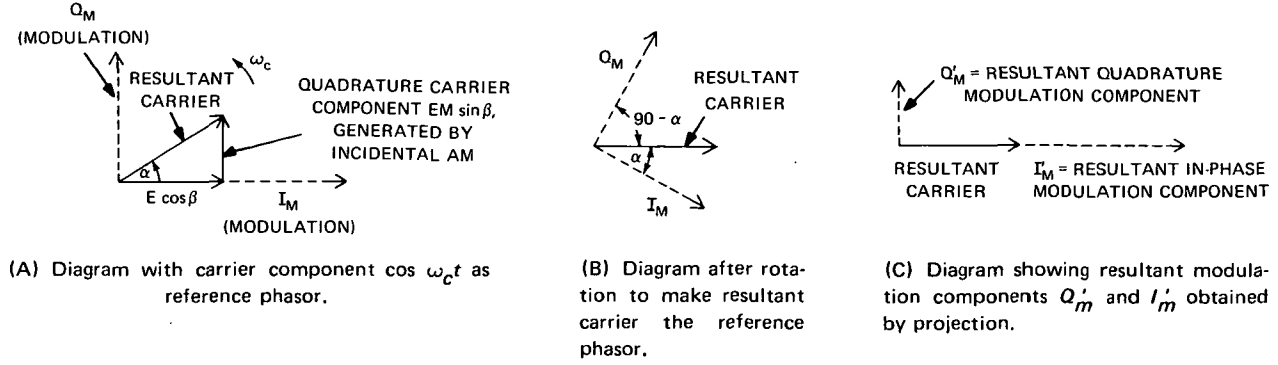 Q_M
(MODULATION)
ω_c
RESULTANT
CARRIER
QUADRATURE CARRIER
COMPONENT EM sin β,
GENERATED BY
INCIDENTAL AM
α
E cos β
I_M
(MODULATION)
(A) Diagram with carrier component cos ω_c t as
reference phasor.
Q_M
RESULTANT
CARRIER
90 – α
α
I_M
(B) Diagram after rota-
tion to make resultant
carrier the reference
phasor.
Q'_M = RESULTANT QUADRATURE
MODULATION COMPONENT
RESULTANT
CARRIER
I'_M = RESULTANT IN-PHASE
MODULATION COMPONENT
(C) Diagram showing resultant modula-
tion components Q'_m and I'_m obtained
by projection.